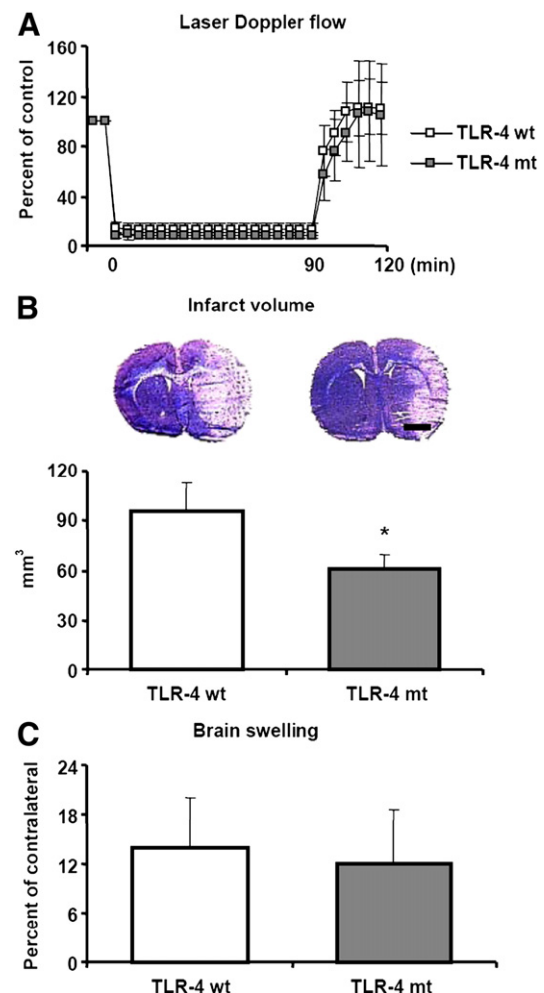 A
Laser Doppler flow
Percent of control
160
120
80
40
0
0 90 120 (min)
TLR-4 wt
TLR-4 mt
B
Infarct volume
mm³
120
90
60
30
0
*
TLR-4 wt TLR-4 mt
C
Brain swelling
Percent of contralateral
24
18
12
6
0
TLR-4 wt TLR-4 mt